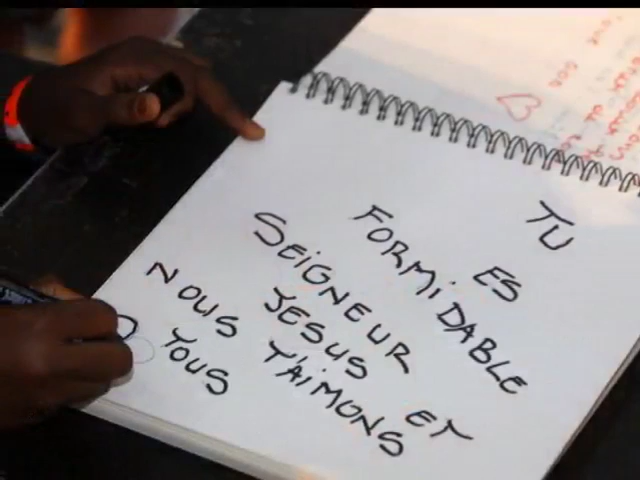 TU ES
FORMiDABLE
SEiGNEUR
JESUS ET
NOUS T'AiMONS
TOUS